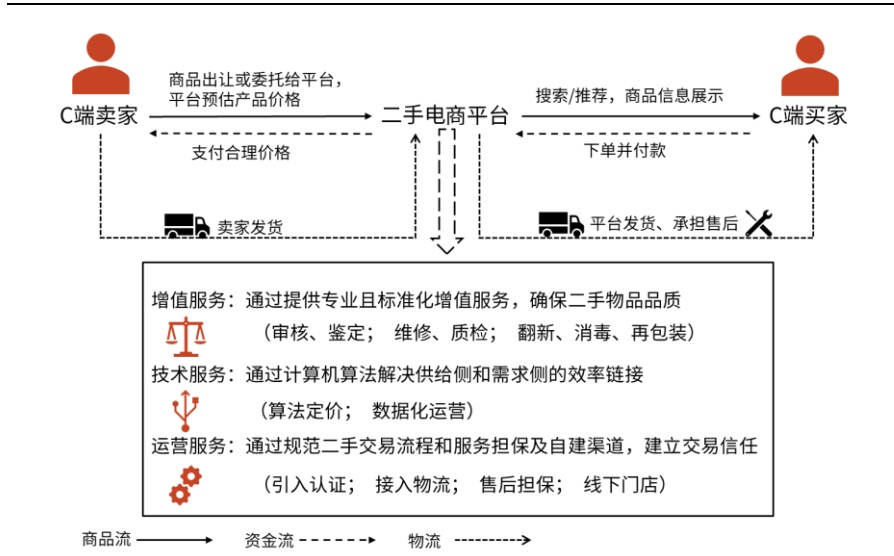 商品出让或委托给平台，
平台预估产品价格
搜索/推荐，商品信息展示
C端卖家
二手电商平台
C端买家
支付合理价格
下单并付款
卖家发货
平台发货、承担售后
增值服务：通过提供专业且标准化增值服务，确保二手物品品质
（审核、鉴定； 维修、质检； 翻新、消毒、再包装）
技术服务：通过计算机算法解决供给侧和需求侧的效率链接
（算法定价； 数据化运营）
运营服务：通过规范二手交易流程和服务担保及自建渠道，建立交易信任
（引入认证； 接入物流； 售后担保； 线下门店）
商品流
资金流
物流